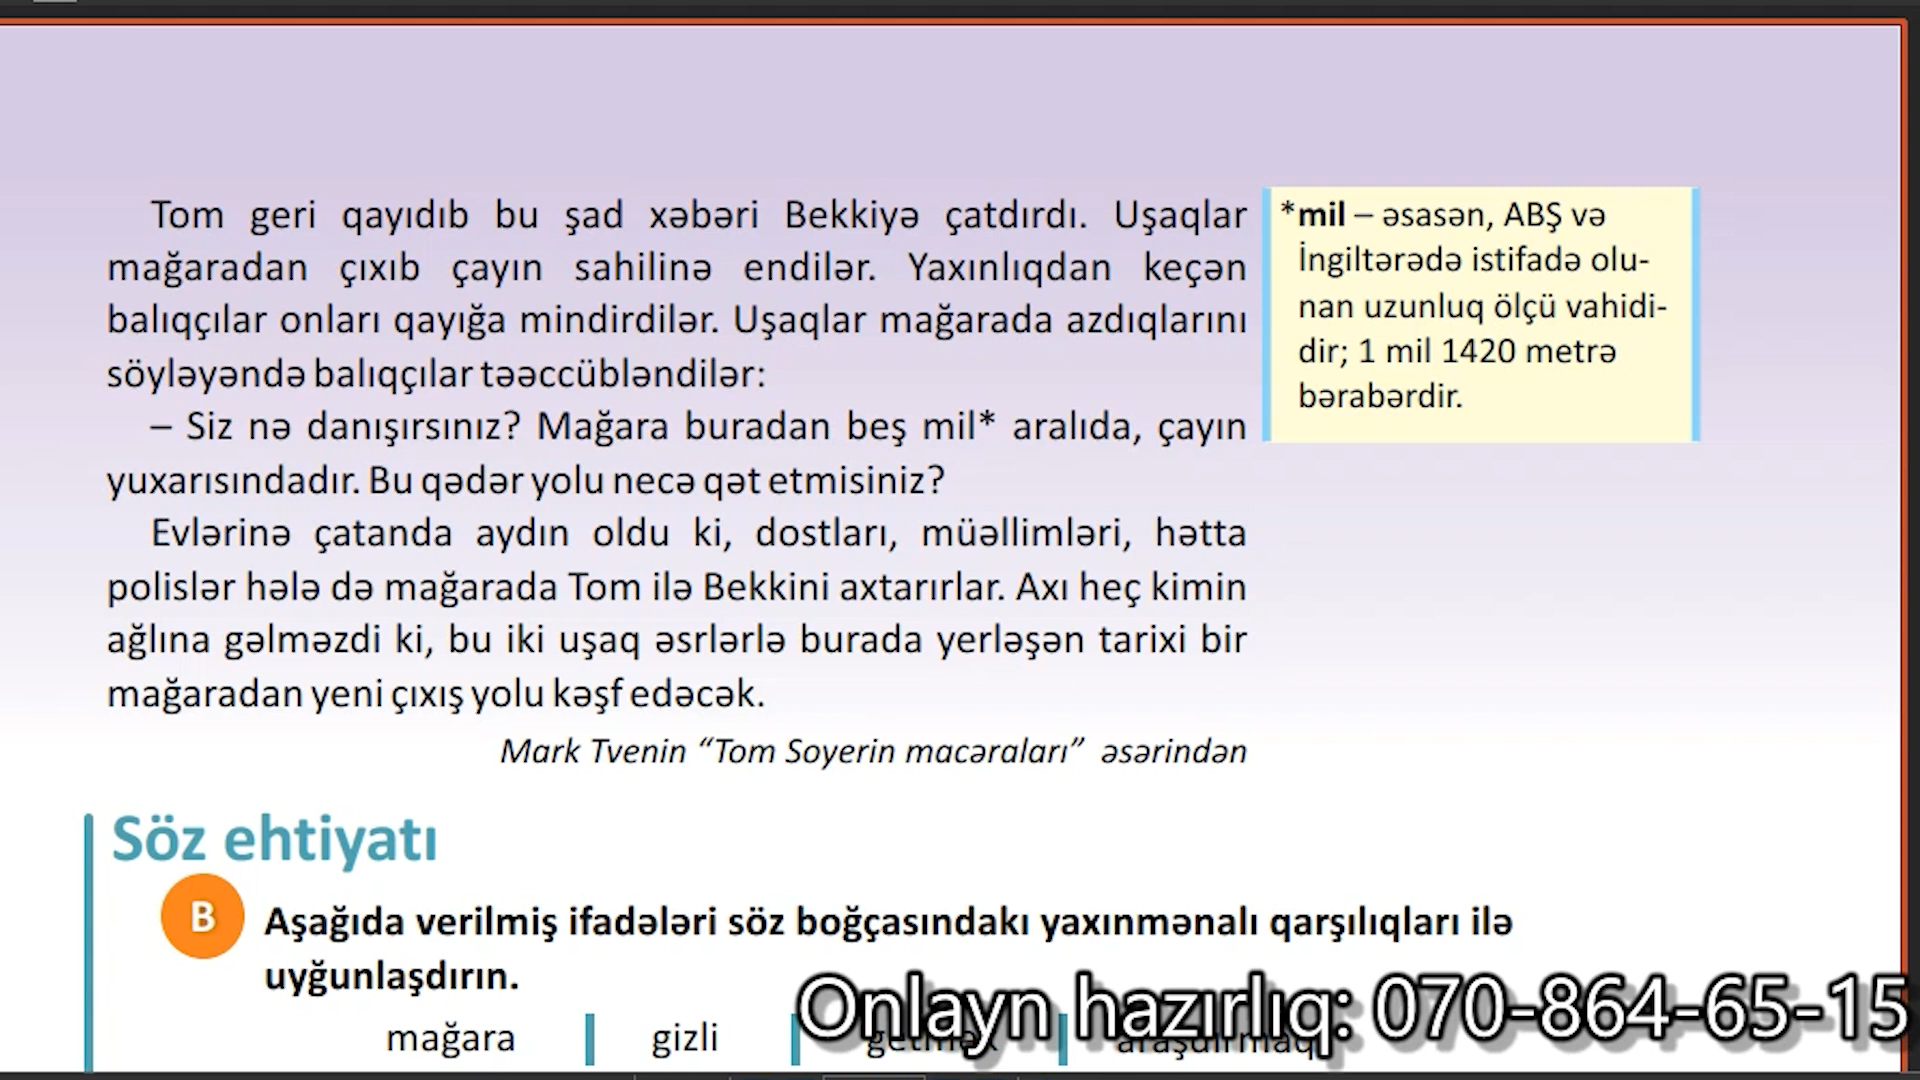 Tom geri qayıdıb bu şad xəbəri Bekkiyə çatdırdı. Uşaqlar
mağaradan çıxıb çayın sahilinə endilər. Yaxınlıqdan keçən
balıqçılar onları qayığa mindirdilər. Uşaqlar mağarada azdıqlarını
söyləyəndə balıqçılar təəccübləndilər:
– Siz nə danışırsınız? Mağara buradan beş mil* aralıda, çayın
yuxarısındadır. Bu qədər yolu necə qət etmisiniz?
Evlərinə çatanda aydın oldu ki, dostları, müəllimləri, hətta
polislər hələ də mağarada Tom ilə Bekkini axtarırlar. Axı heç kimin
ağlına gəlməzdi ki, bu iki uşaq əsrlərlə burada yerləşən tarixi bir
mağaradan yeni çıxış yolu kəşf edəcək.
Mark Tvenin “Tom Soyerin macəraları” əsərindən
*mil – əsasən, ABŞ və
İngiltərədə istifadə olu-
nan uzunluq ölçü vahidi-
dir; 1 mil 1420 metrə
bərabərdir.
Söz ehtiyatı
B
Aşağıda verilmiş ifadələri söz boğçasındakı yaxınmənalı qarşılıqları ilə
uyğunlaşdırın.
mağara gizli getmək araşdırmaq
Onlayn hazırlıq: 070-864-65-15